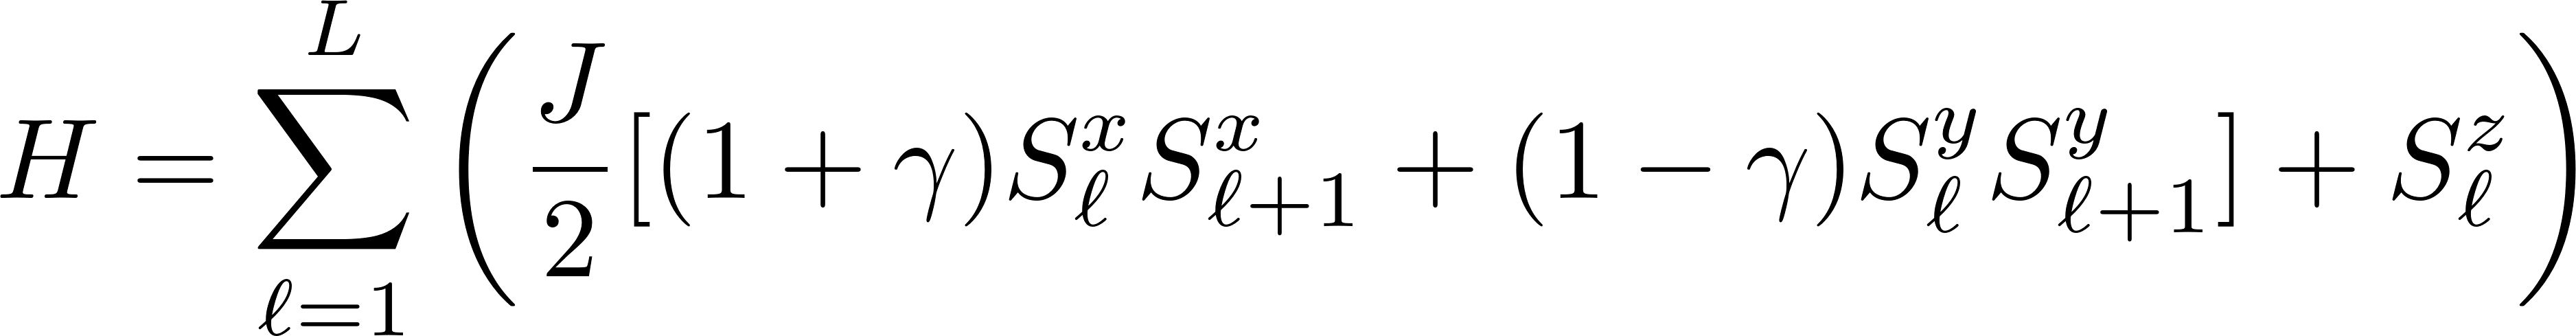 H = \sum_{\ell=1}^{L} \left( \frac{J}{2} [(1 + \gamma) S_{\ell}^{x} S_{\ell+1}^{x} + (1 - \gamma) S_{\ell}^{y} S_{\ell+1}^{y}] + S_{\ell}^{z} \right)